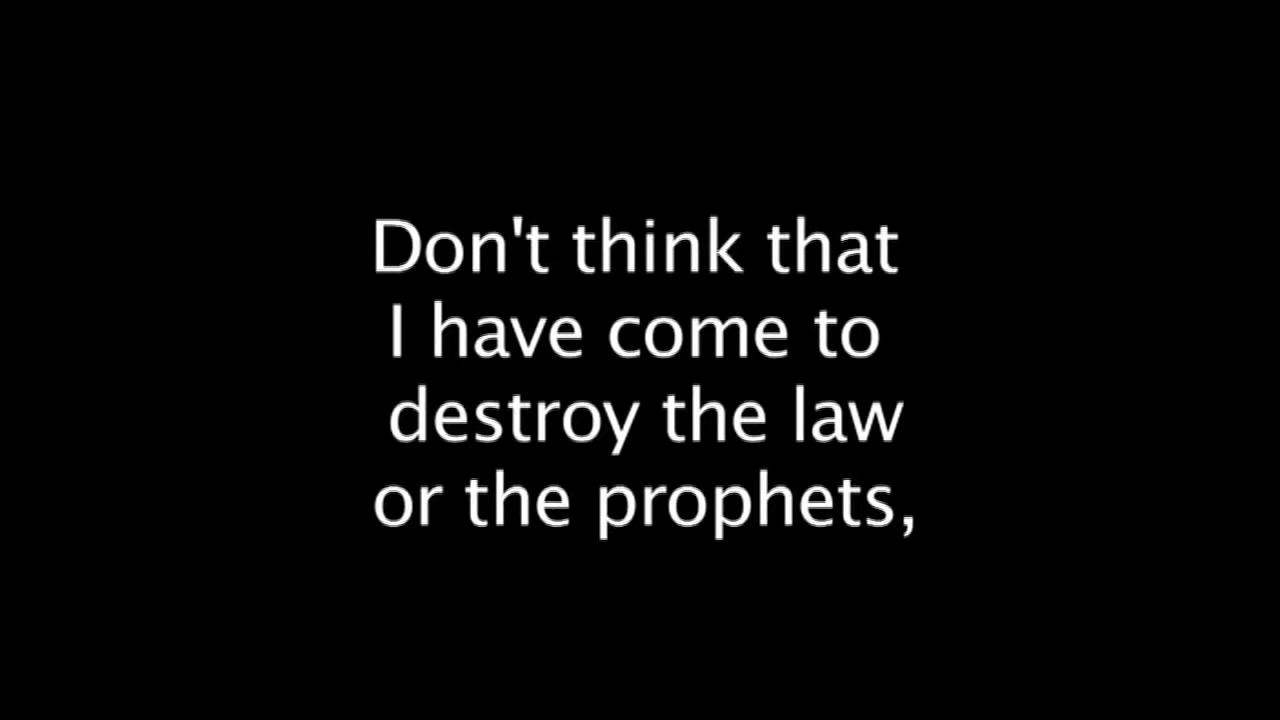 Don't think that
I have come to
destroy the law
or the prophets,